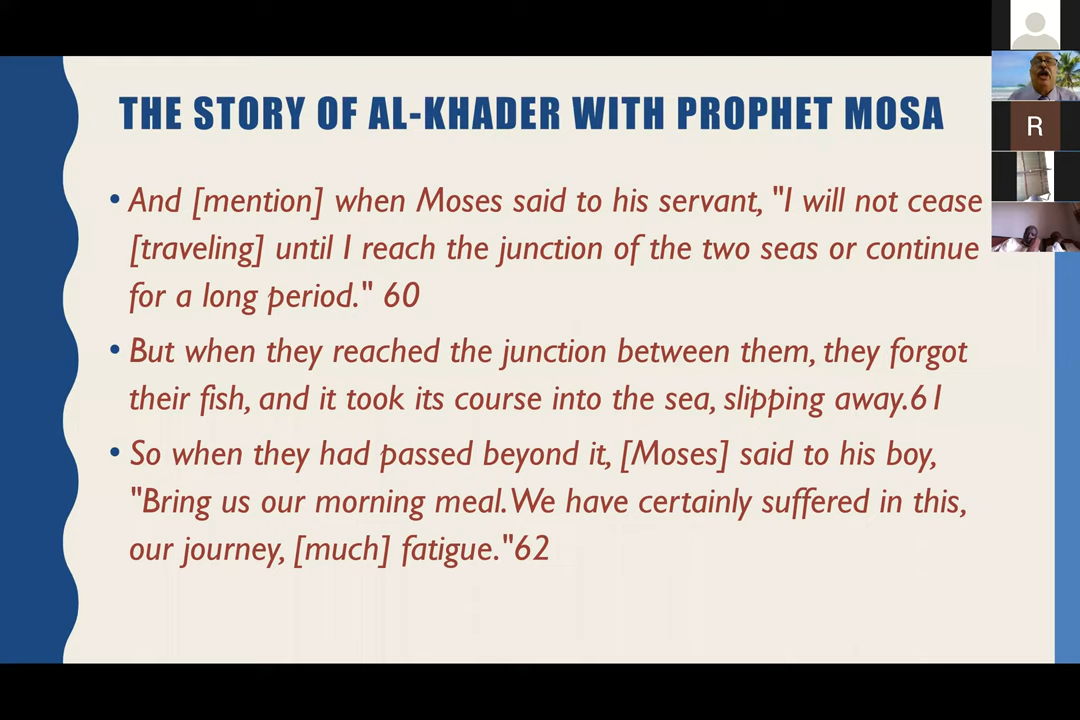 THE STORY OF AL-KHADER WITH PROPHET MOSA
R
• And [mention] when Moses said to his servant, "I will not cease
[traveling] until I reach the junction of the two seas or continue
for a long period." 60
• But when they reached the junction between them, they forgot
their fish, and it took its course into the sea, slipping away.61
• So when they had passed beyond it, [Moses] said to his boy,
"Bring us our morning meal. We have certainly suffered in this,
our journey, [much] fatigue."62